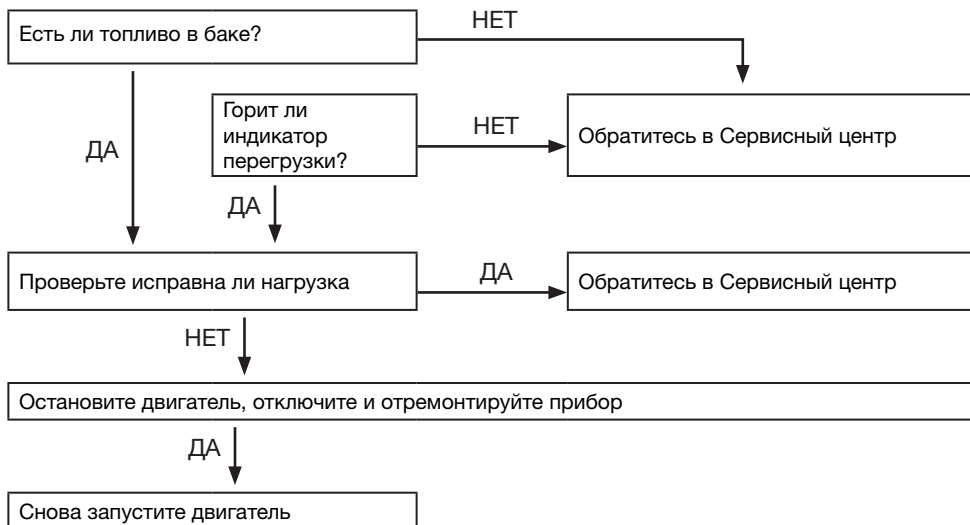 Есть ли топливо в баке?
НЕТ
Горит ли
индикатор
перегрузки?
НЕТ
Обратитесь в Сервисный центр
ДА
ДА
Проверьте исправна ли нагрузка
ДА
Обратитесь в Сервисный центр
НЕТ
Остановите двигатель, отключите и отремонтируйте прибор
ДА
Снова запустите двигатель